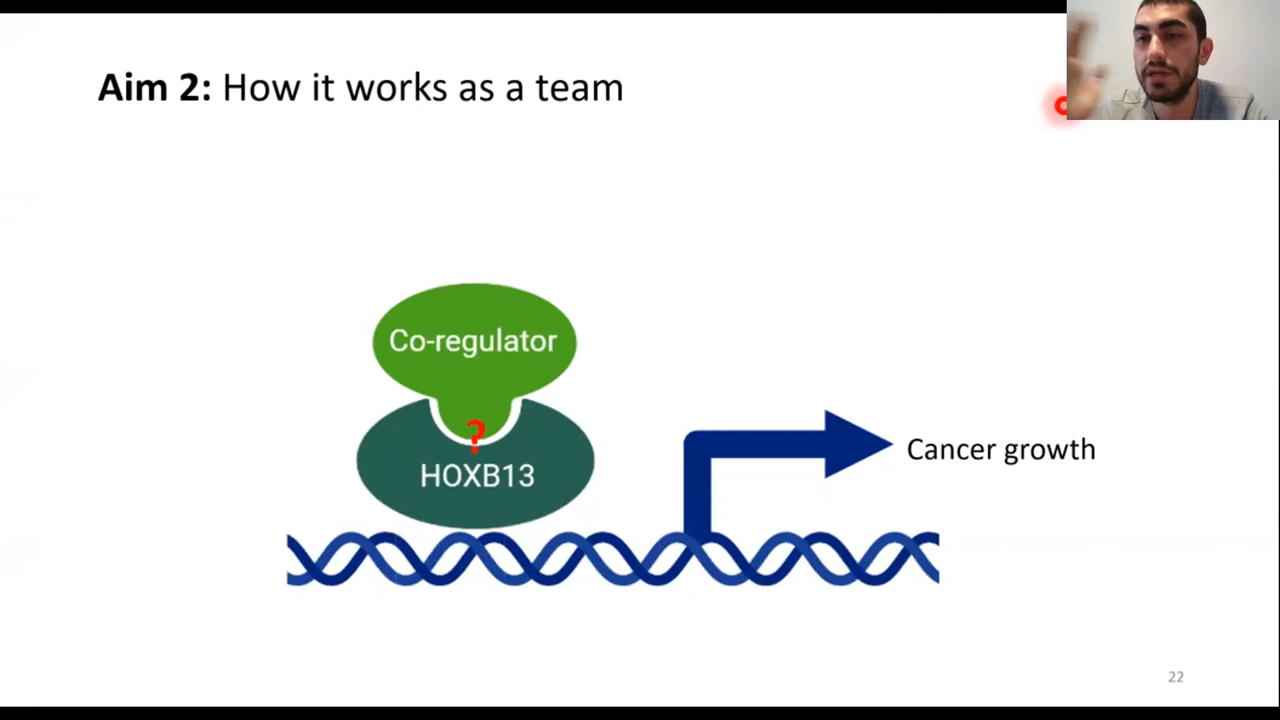 Aim 2: How it works as a team
Co-regulator
?
HOXB13
Cancer growth
22